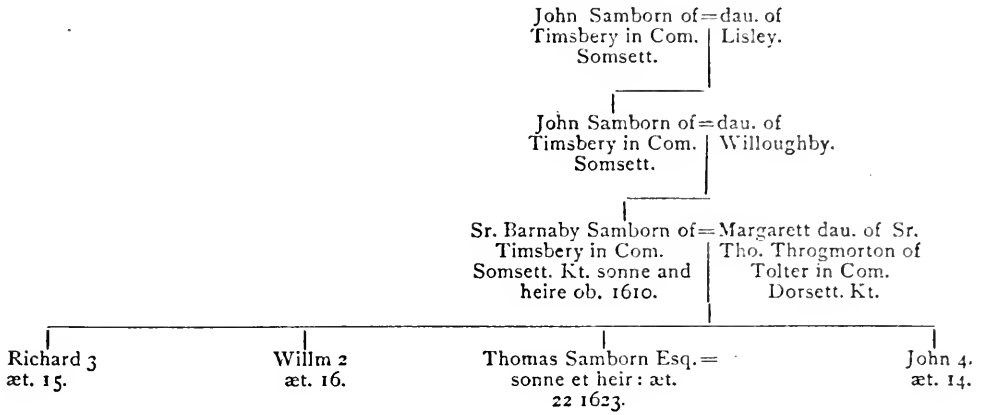 John Samborn of=dau. of
Timsbery in Com. Lisley.
Somsett.
John Samborn of=dau. of
Timsbery in Com. Willoughby.
Somsett.
Sr. Barnaby Samborn of=Margarett dau. of Sr.
Timsbery in Com. Tho. Throgmorton of
Somsett. Kt. sonne and Tolter in Com.
heire ob. 1610. Dorsett. Kt.
Richard 3 Willm 2 Thomas Samborn Esq.= John 4.
æt. 15. æt. 16. sonne et heir: æt. æt. 14.
22 1623.